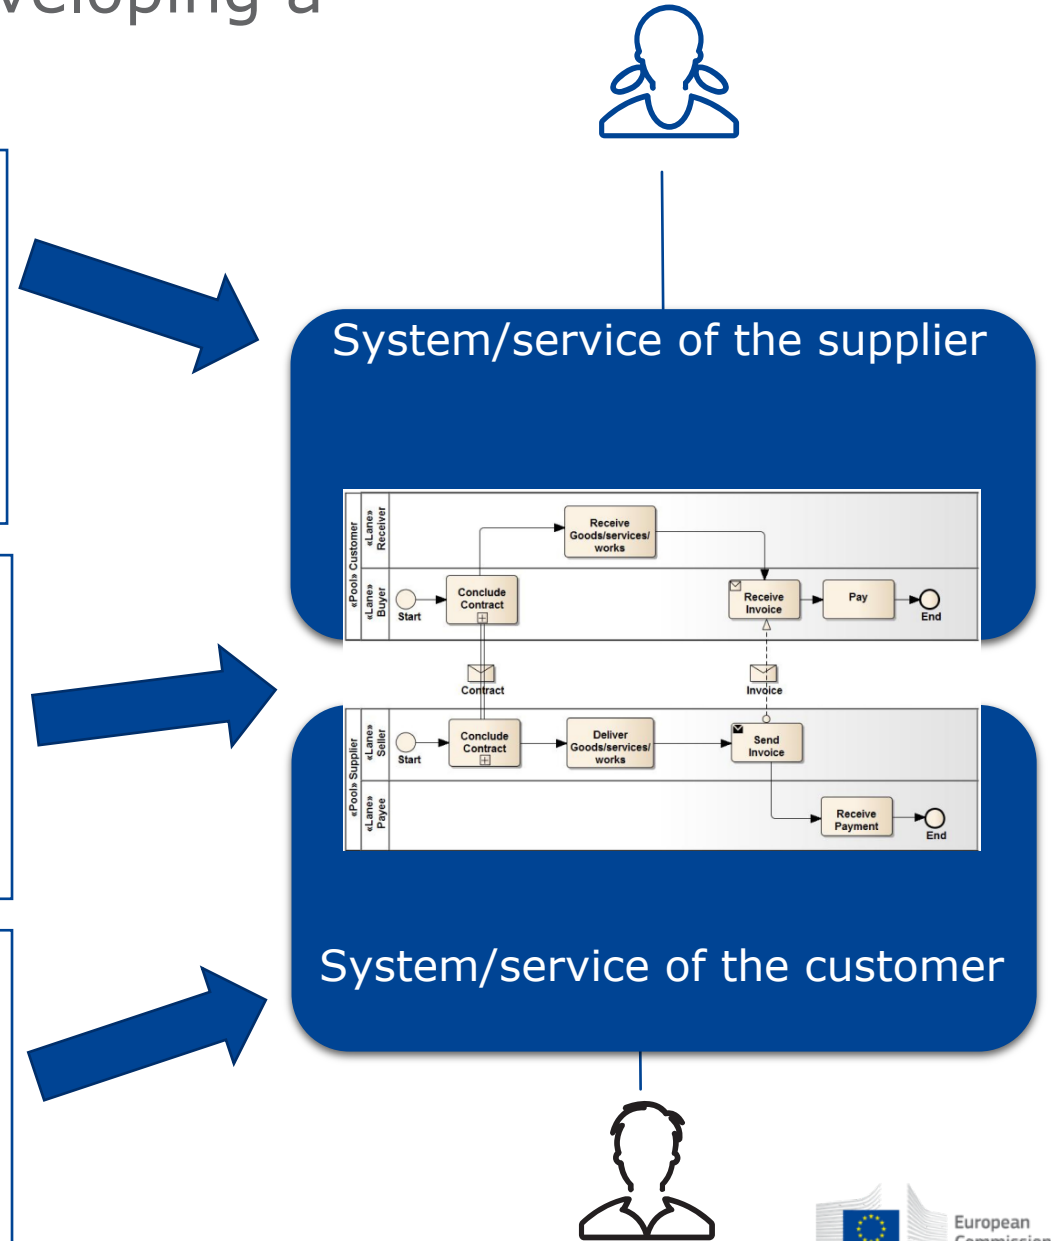 veloping a
System/service of the supplier
«Pool» Customer
«Lane»
Receiver
Receive
Goods/services/
works
«Lane»
Buyer
Start
Conclude
Contract
Receive
Invoice
Pay
End
Contract
Invoice
«Pool» Supplier
«Lane»
Seller
Start
Conclude
Contract
Deliver
Goods/services/
works
Send
Invoice
«Lane»
Payee
Receive
Payment
End
System/service of the customer
European
Commission